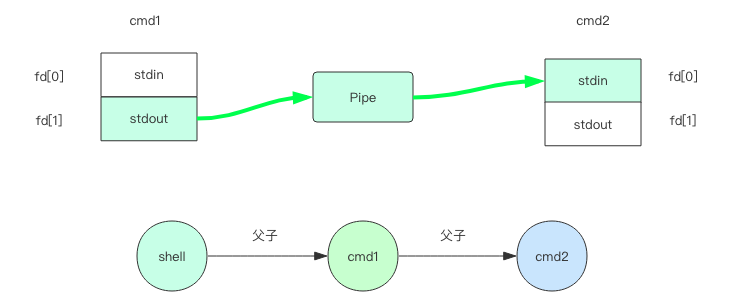 cmd1
cmd2
fd[0]
stdin
Pipe
stdin
fd[0]
fd[1]
stdout
stdout
fd[1]
父子
父子
shell
cmd1
cmd2